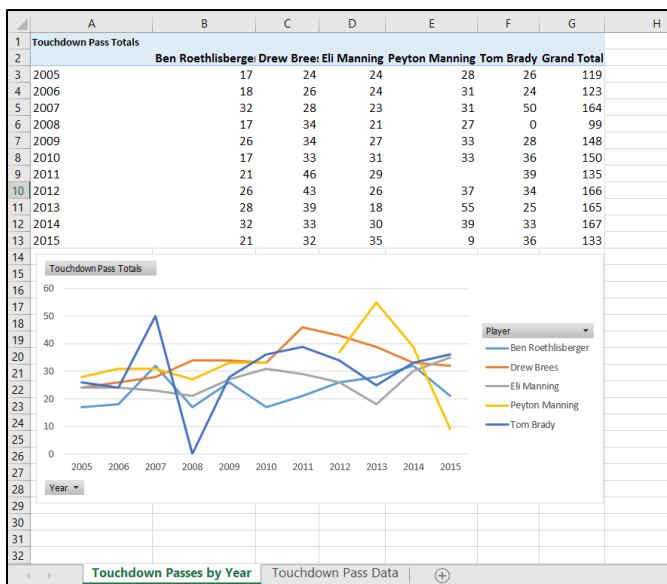 A B C D E F G H
1 Touchdown Pass Totals
2 Ben Roethlisberger Drew Brees Eli Manning Peyton Manning Tom Brady Grand Total
3 2005 17 24 24 28 26 119
4 2006 18 26 24 31 24 123
5 2007 32 28 23 31 50 164
6 2008 17 34 21 27 0 99
7 2009 26 34 27 33 28 148
8 2010 17 33 31 33 36 150
9 2011 21 46 29 39 135
10 2012 26 43 26 37 34 166
11 2013 28 39 18 55 25 165
12 2014 32 33 30 39 33 167
13 2015 21 32 35 9 36 133
14
15 Touchdown Pass Totals
16
17
18
19
20
21
22
23
24
25
26
27
28
29
30
31
32
60
50
40
30
20
10
0
2005 2006 2007 2008 2009 2010 2011 2012 2013 2014 2015
Year
Player
Ben Roethlisberger
Drew Brees
Eli Manning
Peyton Manning
Tom Brady
Touchdown Passes by Year Touchdown Pass Data